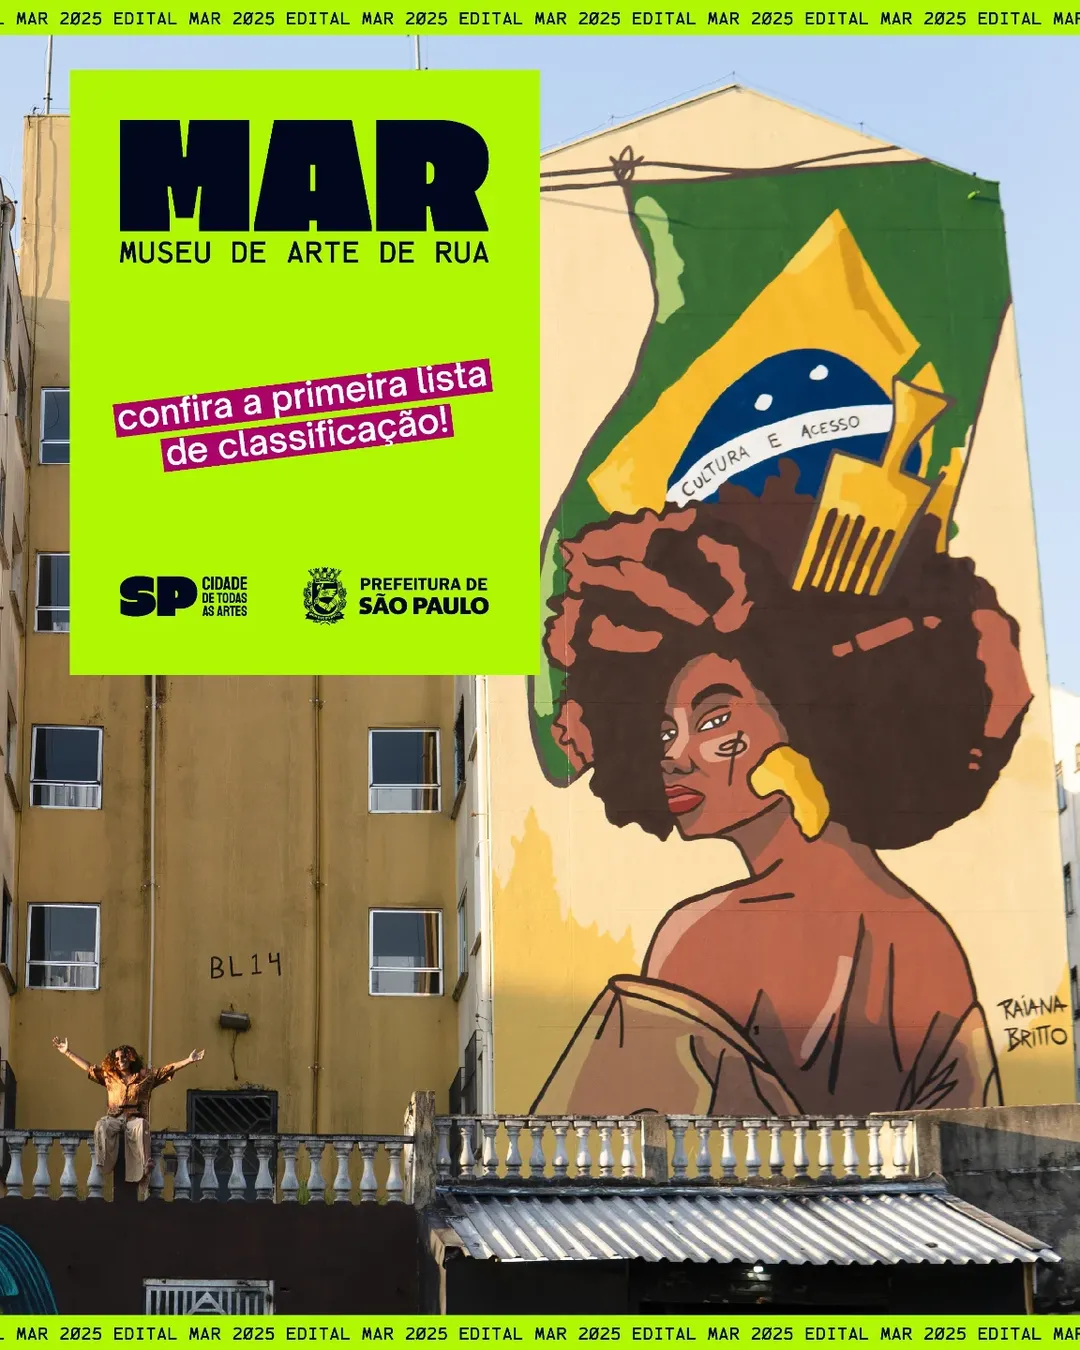 MAR 2025 EDITAL MAR 2025 EDITAL MAR 2025 EDITAL MAR 2025 EDITAL MAR 2025 EDITAL MAR 2025 EDITAL MAR
MAR
MUSEU DE ARTE DE RUA
confira a primeira lista
de classificação!
SP CIDADE
DE TODAS
AS ARTES
PREFEITURA DE
SÃO PAULO
CULTURA E ACESSO
BL14
RAIANA
BRITTO
MAR 2025 EDITAL MAR 2025 EDITAL MAR 2025 EDITAL MAR 2025 EDITAL MAR 2025 EDITAL MAR 2025 EDITAL MAR